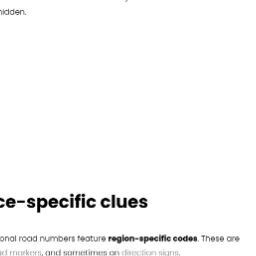 hidden.
ce-specific clues
onal road numbers feature region-specific codes. These are
ad markers, and sometimes on direction signs.